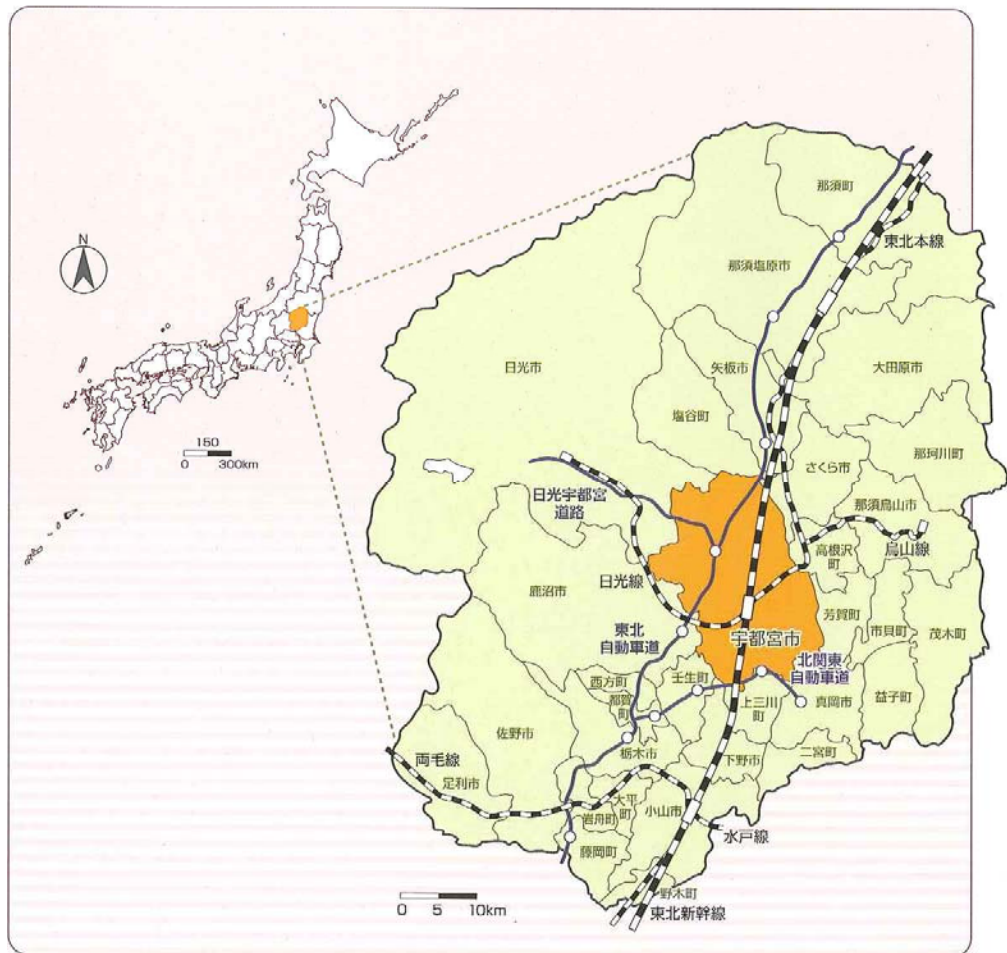 N
150
0 300km
那須町
東北本線
那須塩原市
日光市
矢板市
大田原市
塩谷町
さくら市
那珂川町
日光宇都宮
道路
那須烏山市
高根沢
町
烏山線
日光線
鹿沼市
芳賀町
市貝町
茂木町
東北
自動車道
宇都宮市
北関東
自動車道
西方町
壬生町
都賀
町
上三川
町
真岡市
益子町
佐野市
栃木市
下野市
二宮町
両毛線
足利市
大平
町
小山市
岩舟町
藤岡町
水戸線
野木町
東北新幹線
0 5 10km